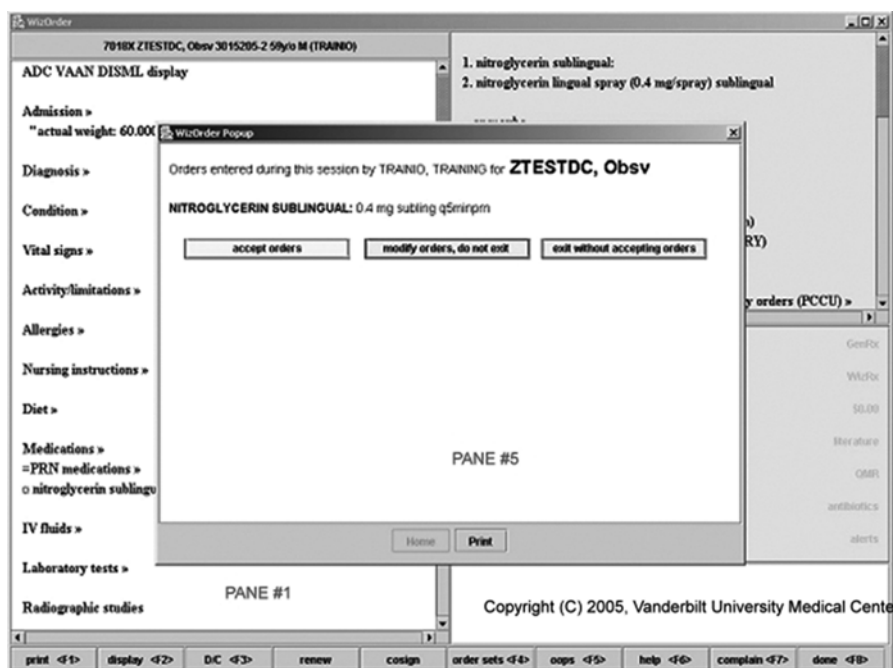 WizOrder
7018X ZTESTDC, Obsv 3015205-2 59y/o M (TRAINIO)
ADC VAAN DISML display
Admission »
"actual weight: 60.000
Diagnosis »
Condition »
Vital signs »
Activity/limitations »
Allergies »
Nursing instructions »
Diet »
Medications »
=PRN medications »
o nitroglycerin sublingu
IV fluids »
Laboratory tests »
Radiographic studies
PANE #1
1. nitroglycerin sublingual:
2. nitroglycerin lingual spray (0.4 mg/spray) sublingual
RY)
y orders (PCCU) »
WizOrder Popup
Orders entered during this session by TRAINIO, TRAINING for ZTESTDC, Obsv
NITROGLYCERIN SUBLINGUAL: 0.4 mg subling q5minprn
accept orders modify orders, do not exit exit without accepting orders
PANE #5
Home Print
GenRx
WizRx
$0.00
literature
QMR
antibiotics
alerts
Copyright (C) 2005, Vanderbilt University Medical Cente
print <F1> display <F2> D/C <F3> renew cosign order sets <F4> oops <F5> help <F6> complain <F7> done <F8>